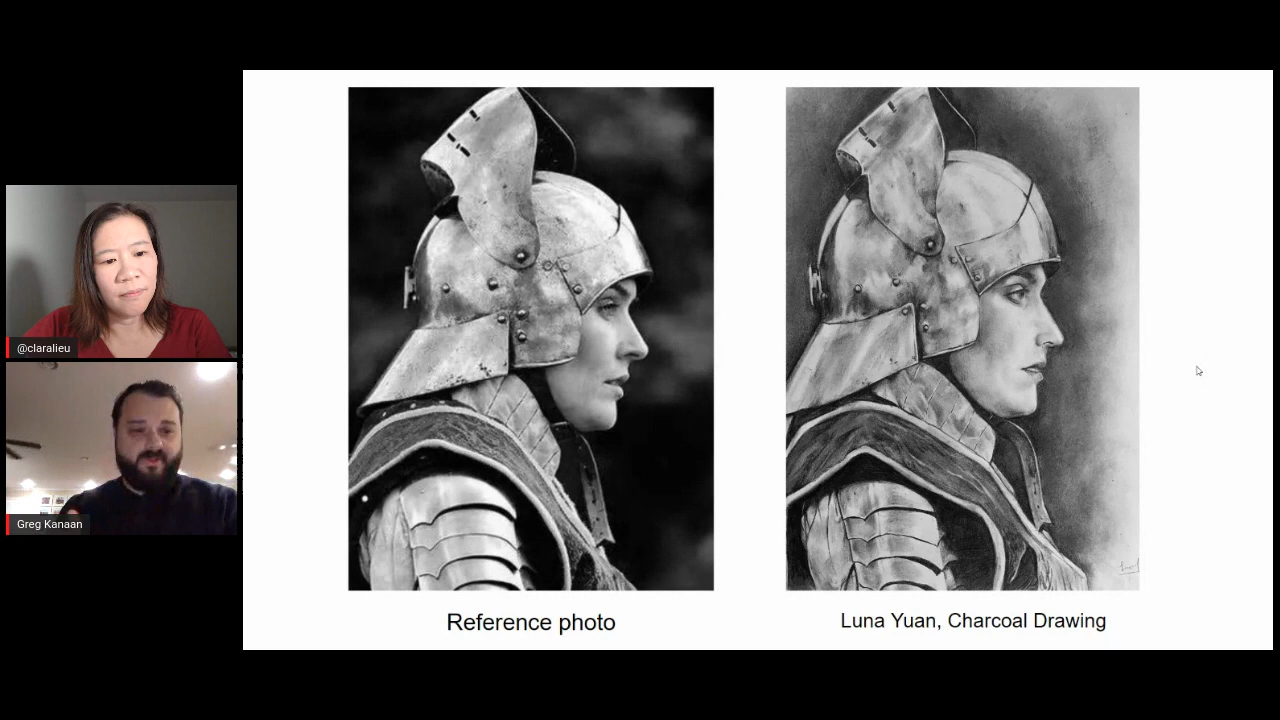 @claralieu
Greg Kanaan
Reference photo
Luna Yuan, Charcoal Drawing